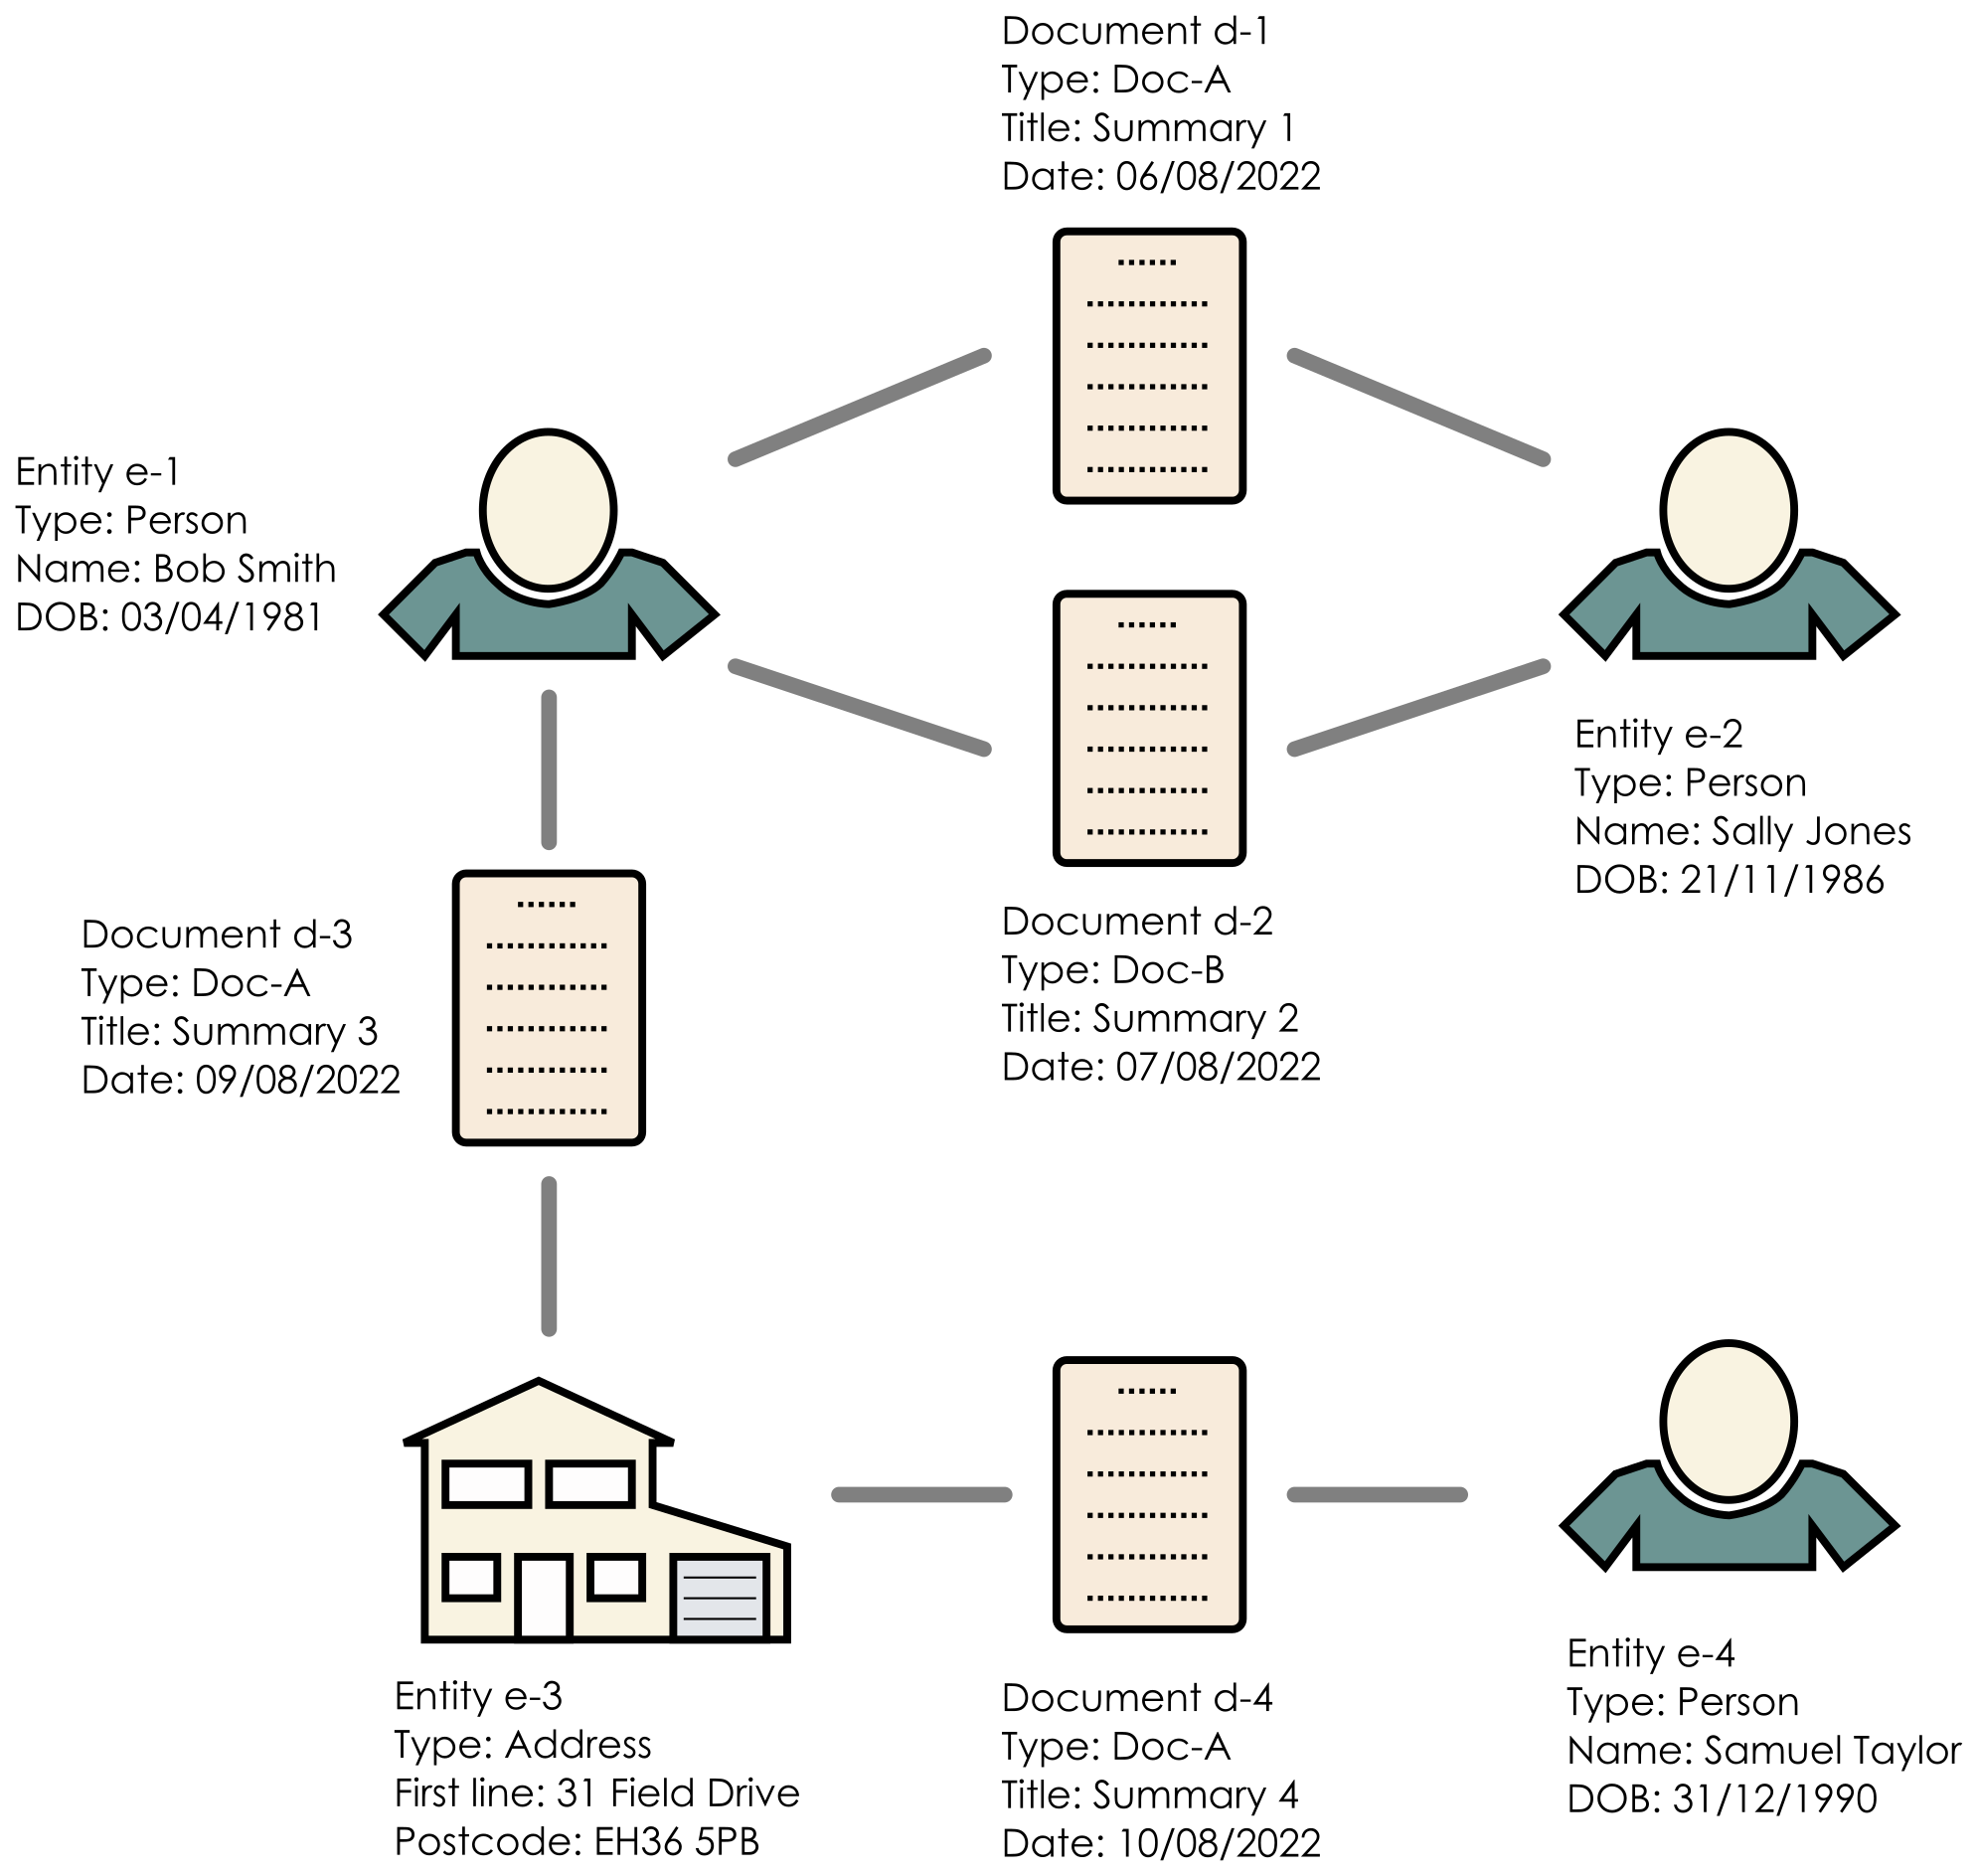 Document d-1
Type: Doc-A
Title: Summary 1
Date: 06/08/2022
Entity e-1
Type: Person
Name: Bob Smith
DOB: 03/04/1981
Entity e-2
Type: Person
Name: Sally Jones
DOB: 21/11/1986
Document d-3
Type: Doc-A
Title: Summary 3
Date: 09/08/2022
Document d-2
Type: Doc-B
Title: Summary 2
Date: 07/08/2022
Entity e-3
Type: Address
First line: 31 Field Drive
Postcode: EH36 5PB
Document d-4
Type: Doc-A
Title: Summary 4
Date: 10/08/2022
Entity e-4
Type: Person
Name: Samuel Taylor
DOB: 31/12/1990